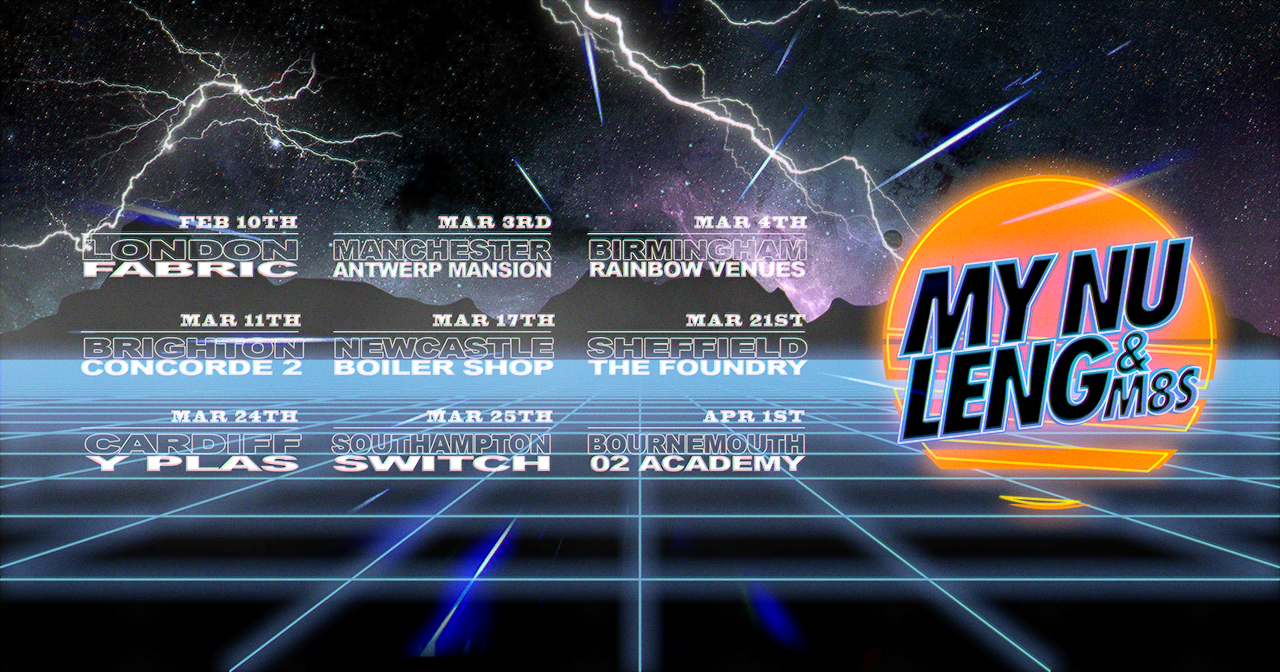 FEB 10TH
LONDON
FABRIC
MAR 3RD
MANCHESTER
ANTWERP MANSION
MAR 4TH
BIRMINGHAM
RAINBOW VENUES
MAR 11TH
BRIGHTON
CONCORDE 2
MAR 17TH
NEWCASTLE
BOILER SHOP
MAR 21ST
SHEFFIELD
THE FOUNDRY
MAR 24TH
CARDIFF
Y PLAS
MAR 25TH
SOUTHAMPTON
SWITCH
APR 1ST
BOURNEMOUTH
02 ACADEMY
MY NU
LENG &
M8S